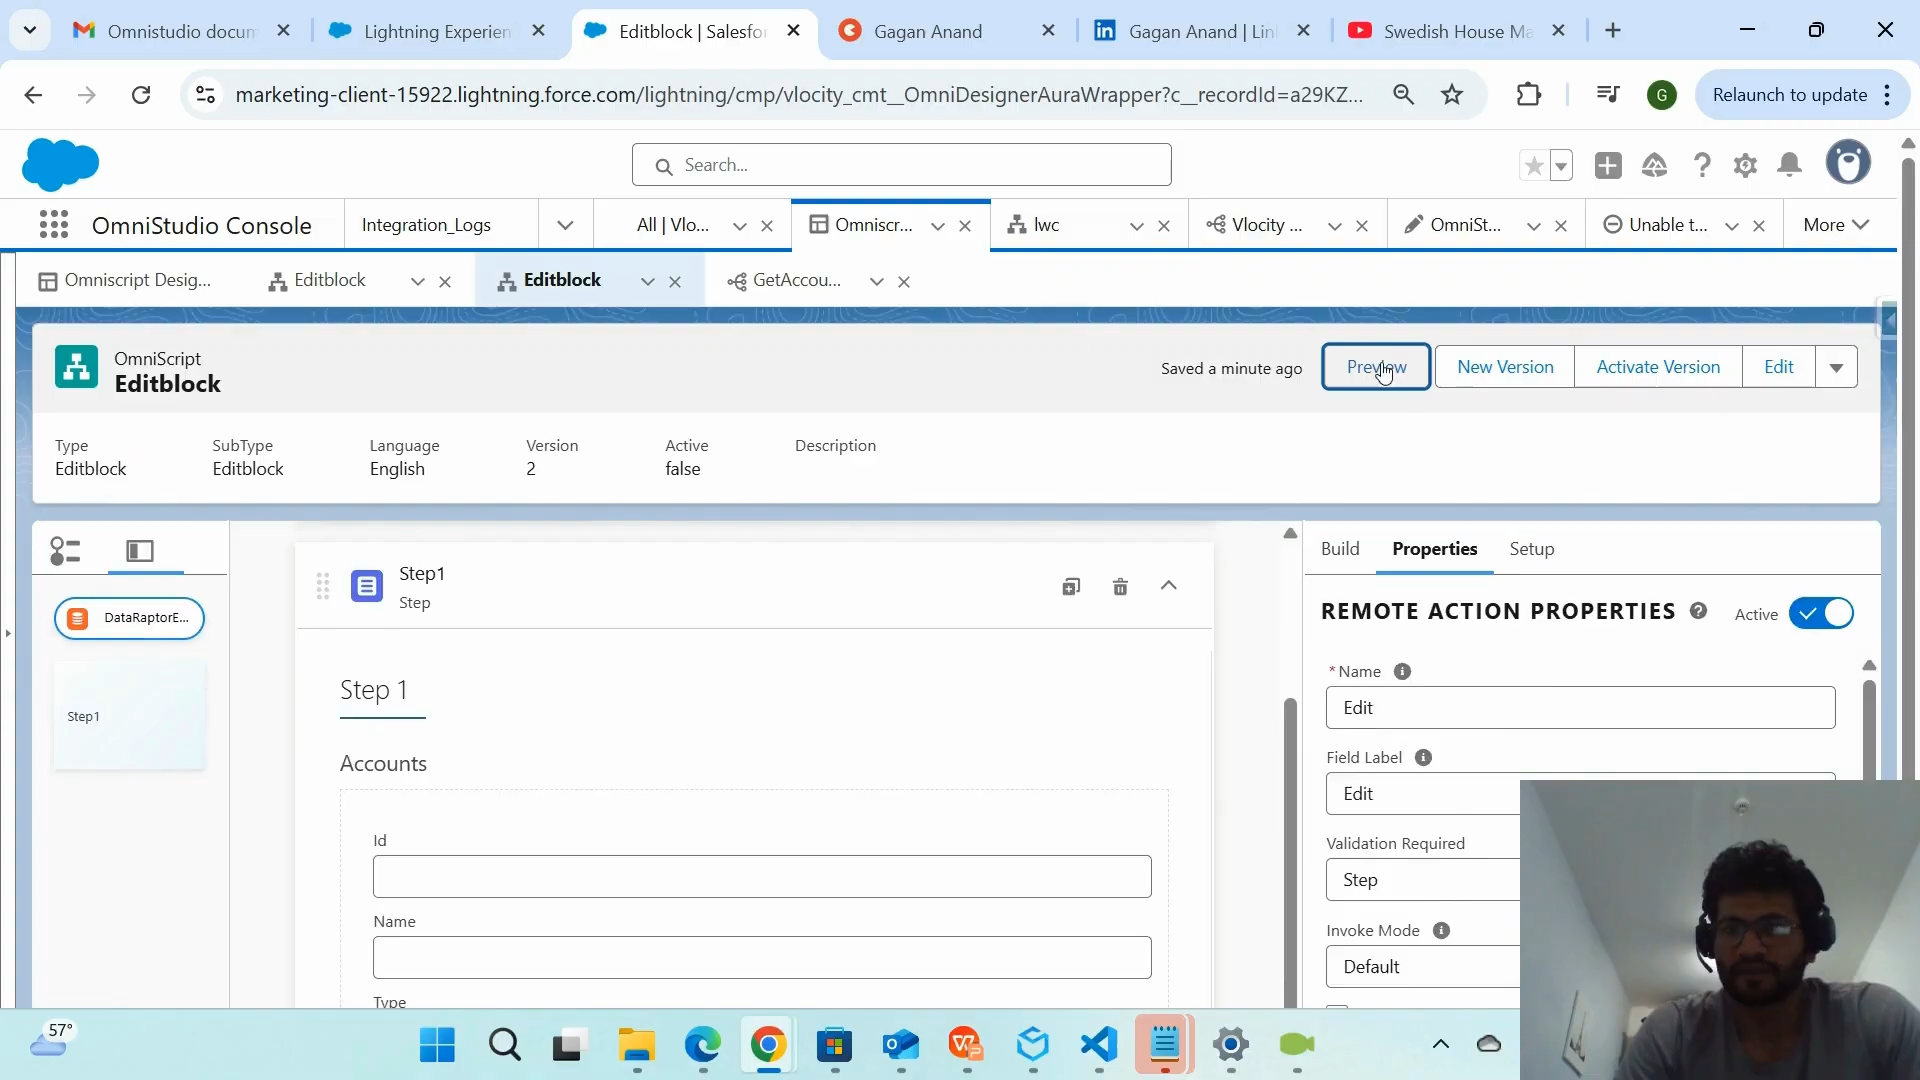 Omnistudio docum
Lightning Experien
Editblock | Salesfo
Gagan Anand
Gagan Anand | Lin
Swedish House Ma
marketing-client-15922.lightning.force.com/lightning/cmp/vlocity_cmt__OmniDesignerAuraWrapper?c__recordId=a29KZ...
G
Relaunch to update
Search...
OmniStudio Console
Integration_Logs
All | Vlo...
Omniscr...
lwc
Vlocity ...
OmniSt...
Unable t...
More
Omniscript Desig...
Editblock
Editblock
GetAccou...
OmniScript
Editblock
Saved a minute ago
Preview
New Version
Activate Version
Edit
Type
SubType
Language
Version
Active
Description
Editblock
Editblock
English
2
false
Step1
Step
Build
Properties
Setup
DataRaptorE...
REMOTE ACTION PROPERTIES
Active
* Name
Edit
Step 1
Step1
Field Label
Accounts
Edit
Id
Validation Required
Step
Name
Invoke Mode
Default
Type
57°